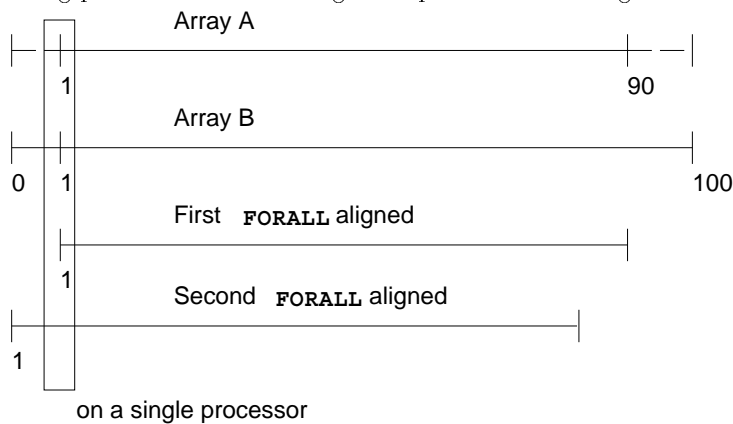 Array A
1 90
Array B
0 1 100
First FORALL aligned
1
Second FORALL aligned
1
on a single processor